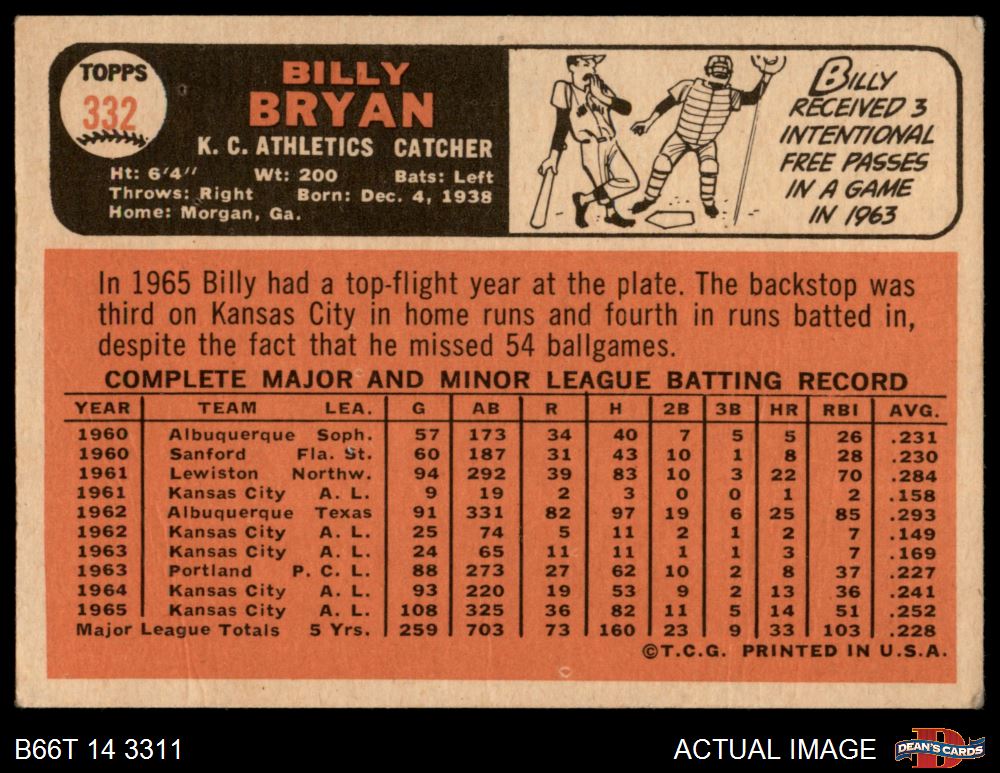 TOPPS
332
BILLY
BRYAN
K. C. ATHLETICS CATCHER
Ht: 6'4" Wt: 200 Bats: Left
Throws: Right Born: Dec. 4, 1938
Home: Morgan, Ga.
BILLY
RECEIVED 3
INTENTIONAL
FREE PASSES
IN A GAME
IN 1963
In 1965 Billy had a top-flight year at the plate. The backstop was
third on Kansas City in home runs and fourth in runs batted in,
despite the fact that he missed 54 ballgames.
COMPLETE MAJOR AND MINOR LEAGUE BATTING RECORD
YEAR TEAM LEA. G AB R H 2B 3B HR RBI AVG.
1960 Albuquerque Soph. 57 173 34 40 7 5 5 26 .231
1960 Sanford Fla. St. 60 187 31 43 10 1 8 28 .230
1961 Lewiston Northw. 94 292 39 83 10 3 22 70 .284
1961 Kansas City A. L. 9 19 2 3 0 0 1 2 .158
1962 Albuquerque Texas 91 331 82 97 19 6 25 85 .293
1962 Kansas City A. L. 25 74 5 11 2 1 2 7 .149
1963 Kansas City A. L. 24 65 11 11 1 1 3 7 .169
1963 Portland P. C. L. 88 273 27 62 10 2 8 37 .227
1964 Kansas City A. L. 93 220 19 53 9 2 13 36 .241
1965 Kansas City A. L. 108 325 36 82 11 5 14 51 .252
Major League Totals 5 Yrs. 259 703 73 160 23 9 33 103 .228
©T.C.G. PRINTED IN U.S.A.
B66T 14 3311
ACTUAL IMAGE
D
DEAN'S CARDS